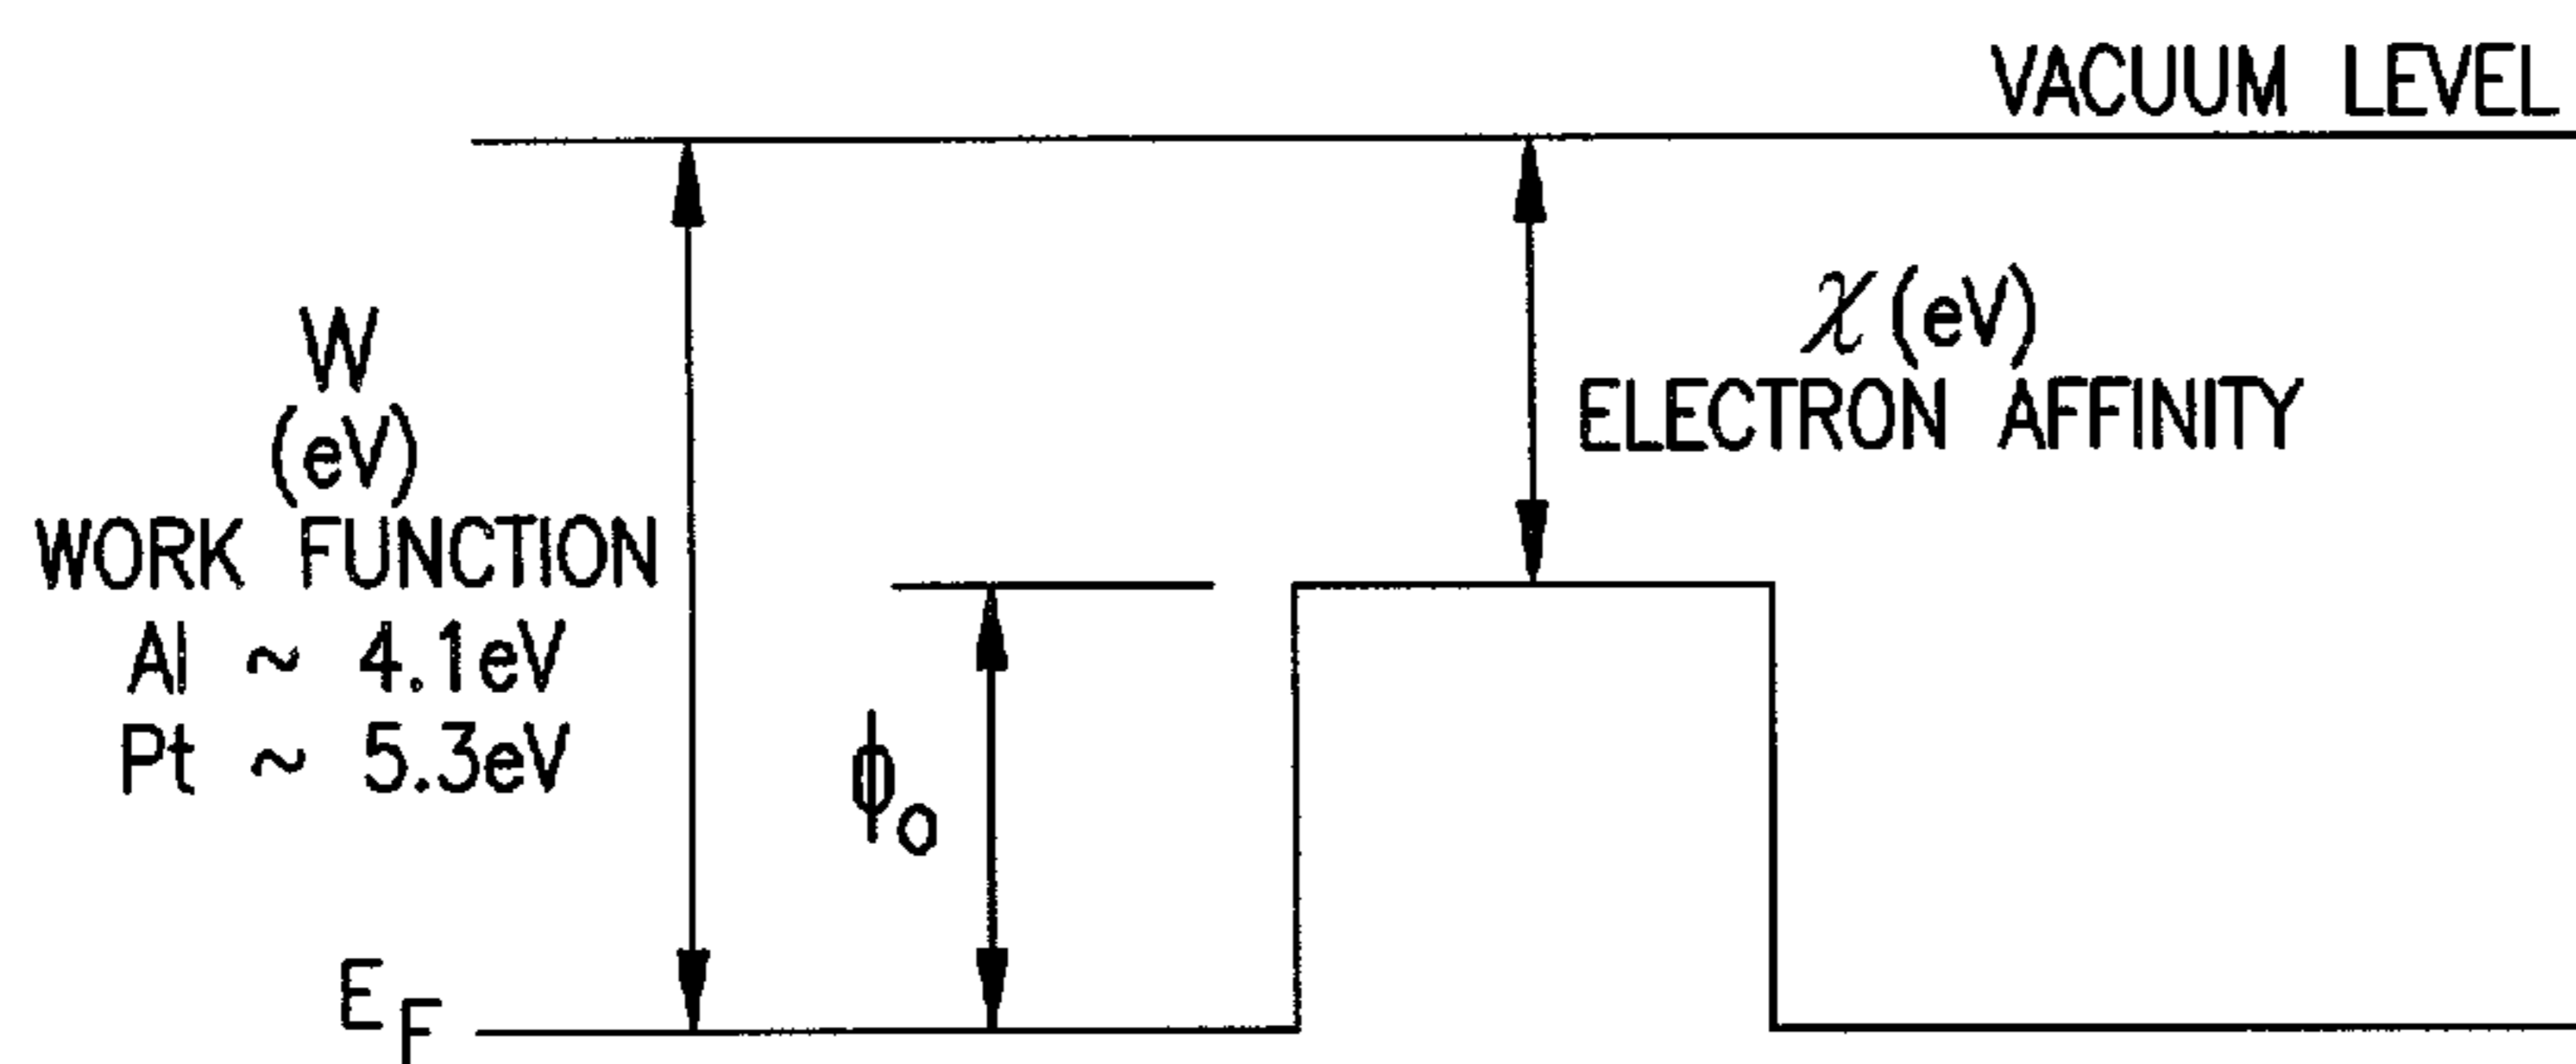 VACUUM LEVEL
W
(eV)
WORK FUNCTION
Al ~ 4.1eV
Pt ~ 5.3eV
χ(eV)
ELECTRON AFFINITY
ϕo
EF